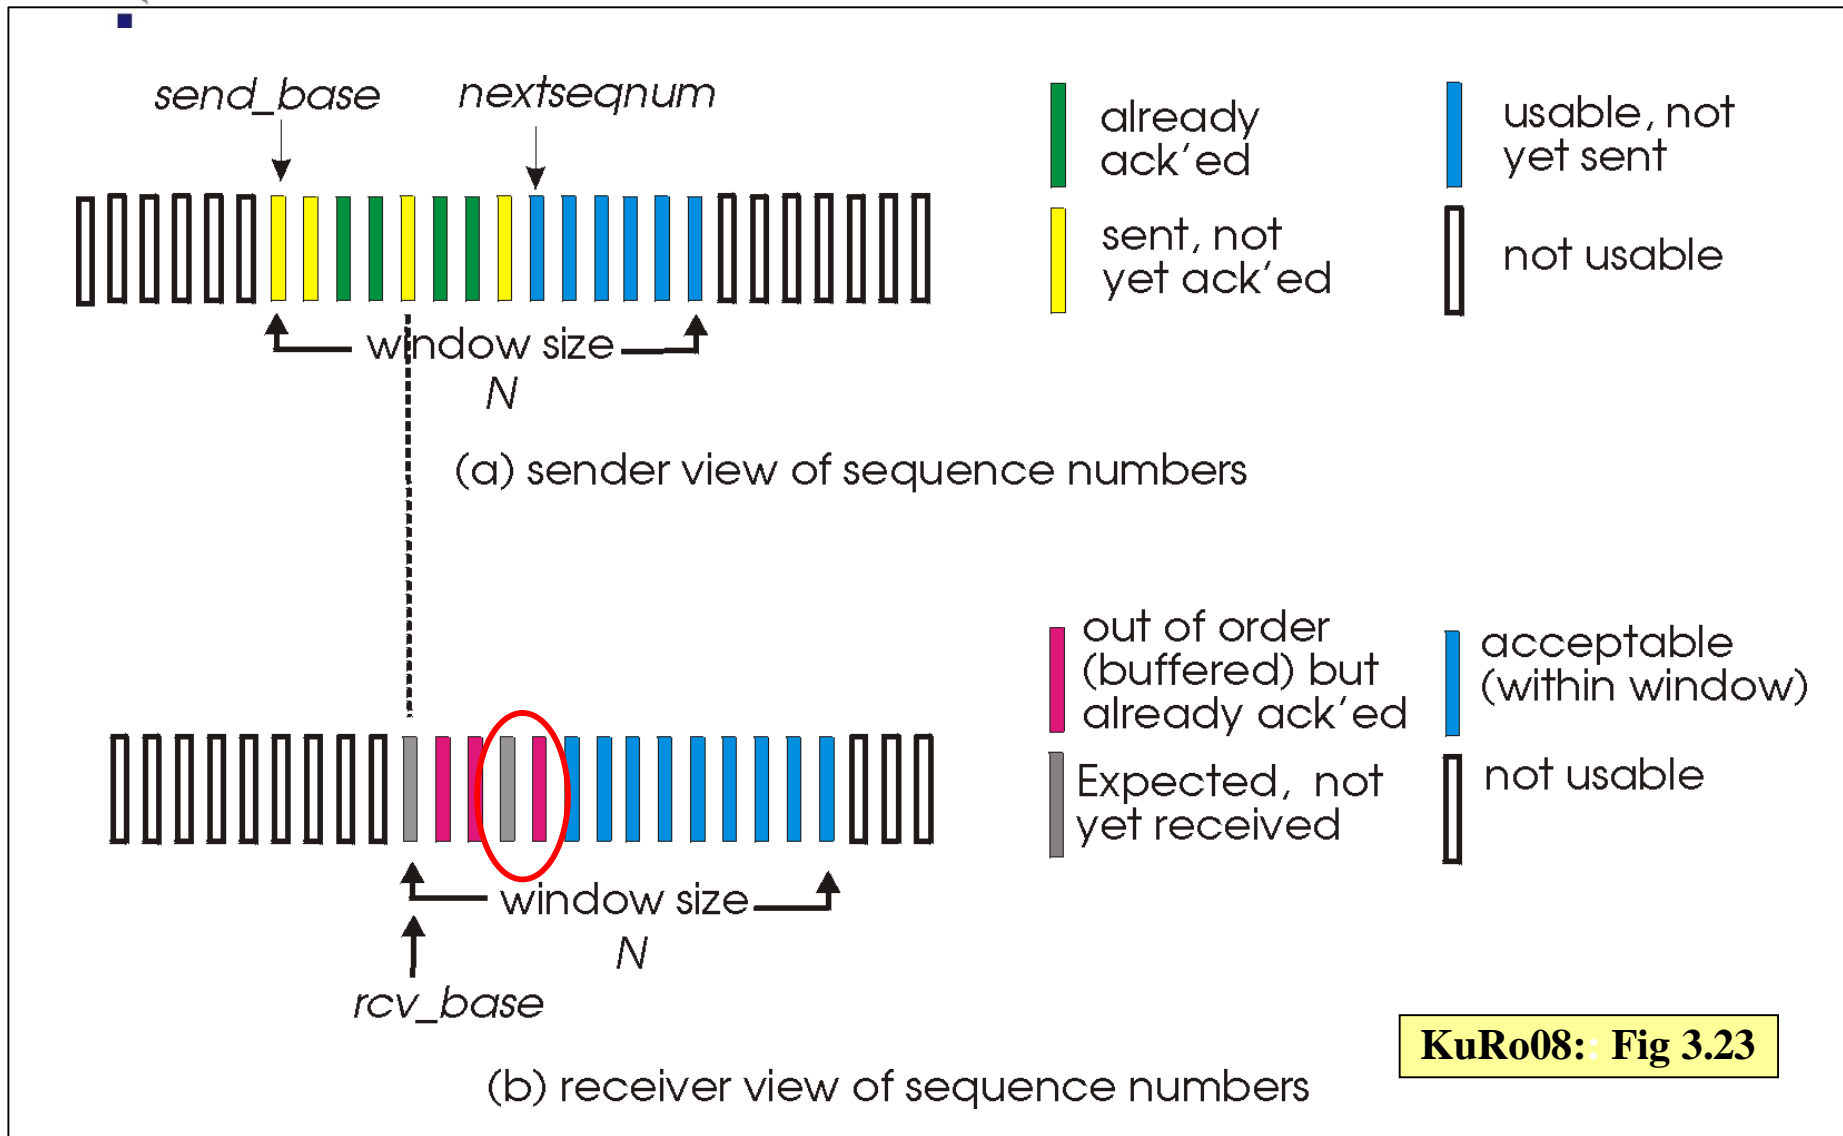 send_base
nextseqnum
already
ack'ed
usable, not
yet sent
sent, not
yet ack'ed
not usable
window size
N
(a) sender view of sequence numbers
out of order
(buffered) but
already ack'ed
acceptable
(within window)
Expected, not
yet received
not usable
window size
N
rcv_base
KuRo08:: Fig 3.23
(b) receiver view of sequence numbers